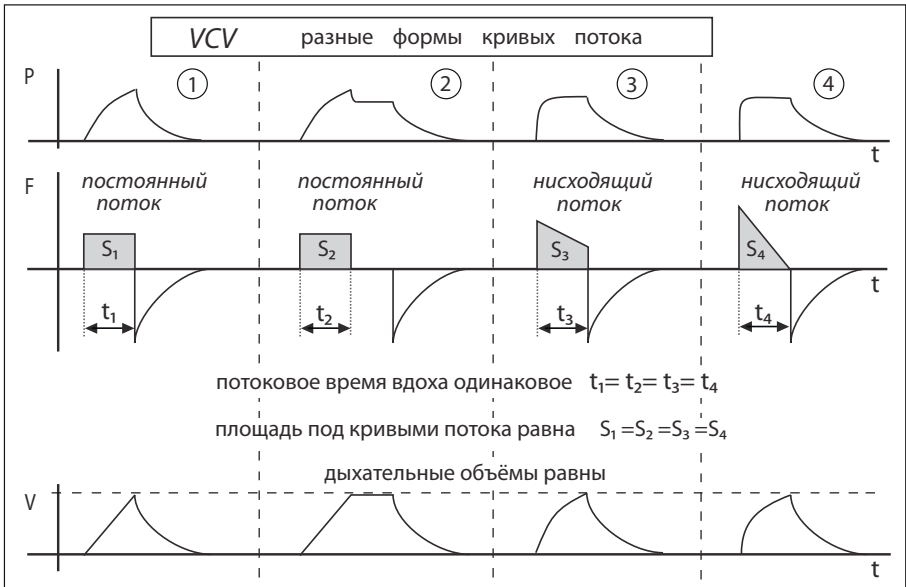 VCV разные формы кривых потока
P 1 2 3 4
t
F постоянный поток постоянный поток нисходящий поток нисходящий поток
S₁ S₂ S₃ S₄
t
t₁ t₂ t₃ t₄
потоковое время вдоха одинаковое t₁= t₂= t₃= t₄
площадь под кривыми потока равна S₁ =S₂ =S₃ =S₄
дыхательные объёмы равны
V
t